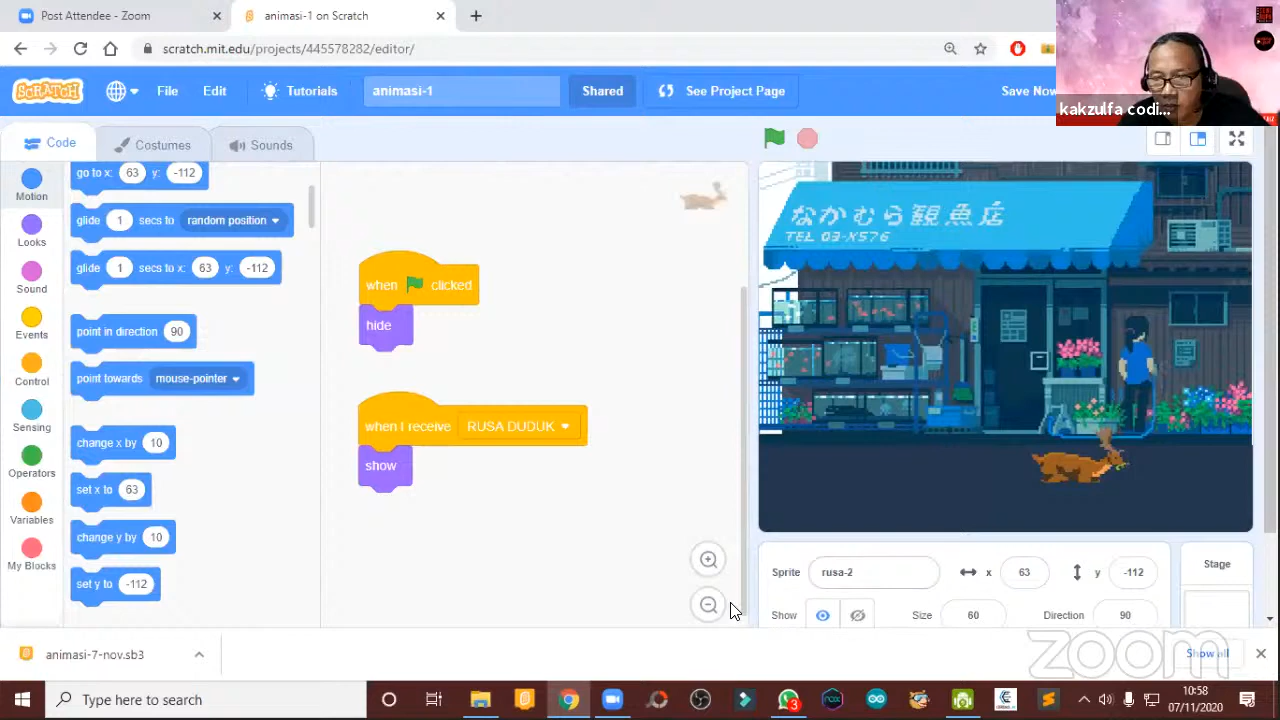 Post Attendee - Zoom
animasi-1 on Scratch
scratch.mit.edu/projects/445578282/editor/
kakzulfa codi...
SCRATCH
File
Edit
Tutorials
animasi-1
Shared
See Project Page
Save Now
Code
Costumes
Sounds
Motion
Looks
Sound
Events
Control
Sensing
Operators
Variables
My Blocks
go to x: 63 y: -112
glide 1 secs to random position
glide 1 secs to x: 63 y: -112
point in direction 90
point towards mouse-pointer
change x by 10
set x to 63
change y by 10
set y to -112
when clicked
hide
when I receive RUSA DUDUK
show
なかむら観魚店
TEL 03-X576
Sprite rusa-2 x 63 y -112
Show Size 60 Direction 90
Stage
animasi-7-nov.sb3
Show all
zoom
Type here to search
3
10:58
07/11/2020